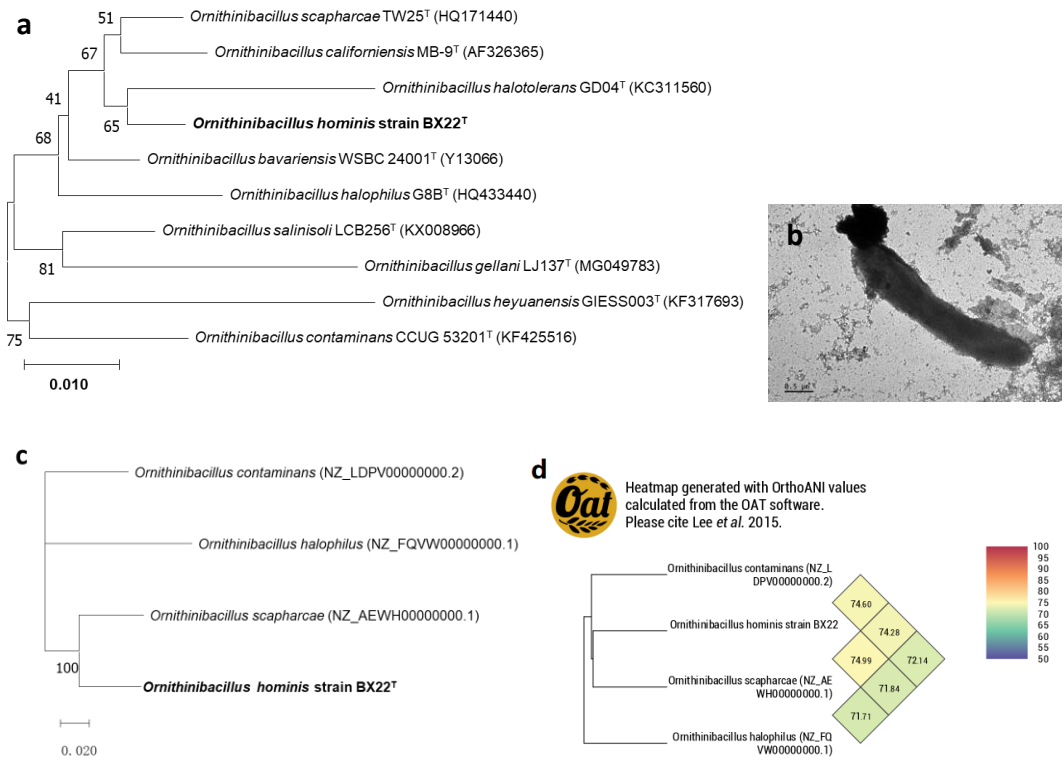 a
51
Ornithinibacillus scapharcae TW25ᵀ (HQ171440)
Ornithinibacillus californiensis MB-9ᵀ (AF326365)
67
Ornithinibacillus halotolerans GD04ᵀ (KC311560)
41
Ornithinibacillus hominis strain BX22ᵀ
65
68
Ornithinibacillus bavariensis WSBC 24001ᵀ (Y13066)
Ornithinibacillus halophilus G8Bᵀ (HQ433440)
Ornithinibacillus salinisoli LCB256ᵀ (KX008966)
81
Ornithinibacillus gellani LJ137ᵀ (MG049783)
Ornithinibacillus heyuanensis GIESS003ᵀ (KF317693)
75
Ornithinibacillus contaminans CCUG 53201ᵀ (KF425516)
0.010
b
0.5 μm
c
Ornithinibacillus contaminans (NZ_LDPV00000000.2)
Ornithinibacillus halophilus (NZ_FQVW00000000.1)
Ornithinibacillus scapharcae (NZ_AEWH00000000.1)
100
Ornithinibacillus hominis strain BX22ᵀ
0.020
d
Oat
Heatmap generated with OrthoANI values
calculated from the OAT software.
Please cite Lee et al. 2015.
Ornithinibacillus contaminans (NZ_L
DPV00000000.2)
Ornithinibacillus hominis strain BX22
Ornithinibacillus scapharcae (NZ_AE
WH00000000.1)
Ornithinibacillus halophilus (NZ_FQ
VW00000000.1)
74.60
74.28
74.99
72.14
71.84
71.71
100
95
90
85
80
75
70
65
60
55
50